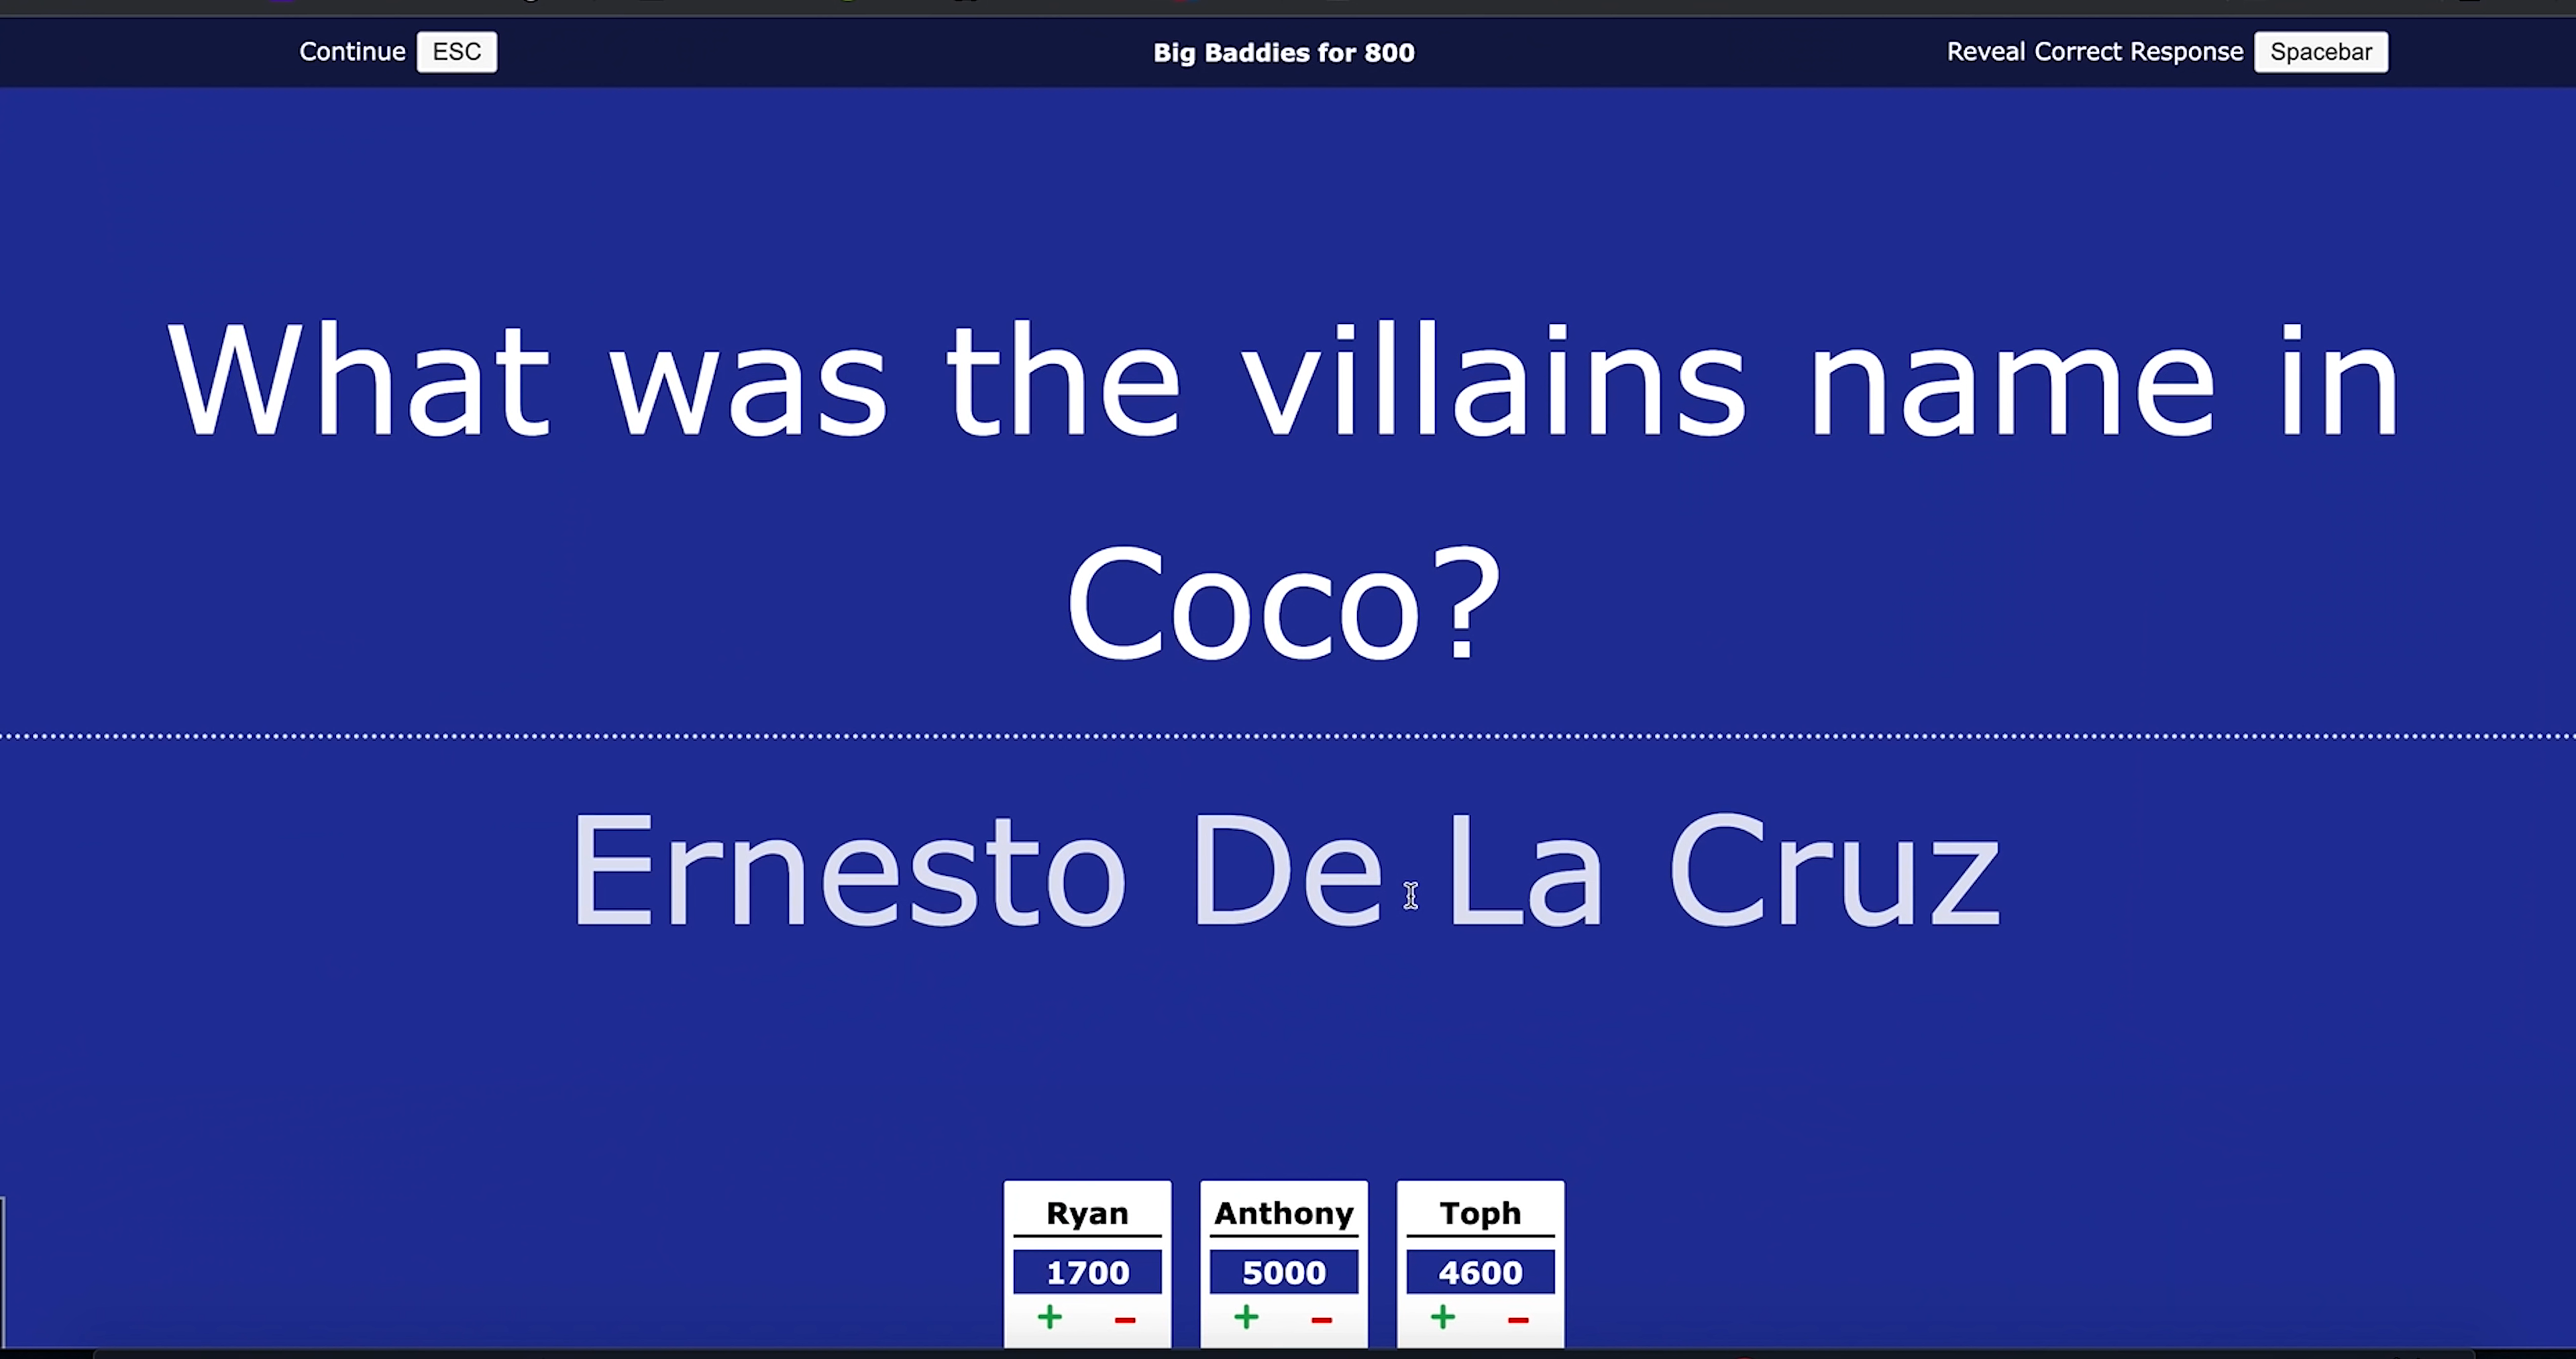 Continue ESC Big Baddies for 800 Reveal Correct Response Spacebar
What was the villains name in
Coco?
Ernesto De La Cruz
Ryan Anthony Toph
1700 5000 4600
+ - + - + -